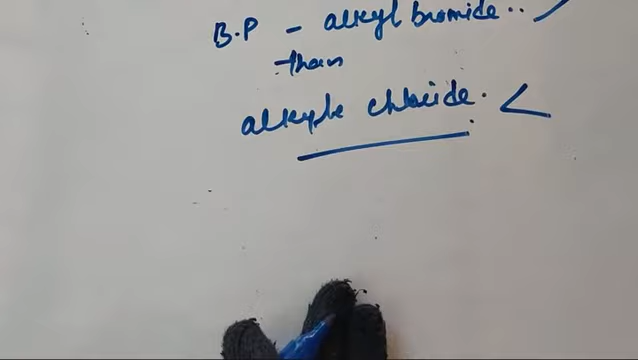 B.P - alkyl bromide..
than
alkyle chloride. <